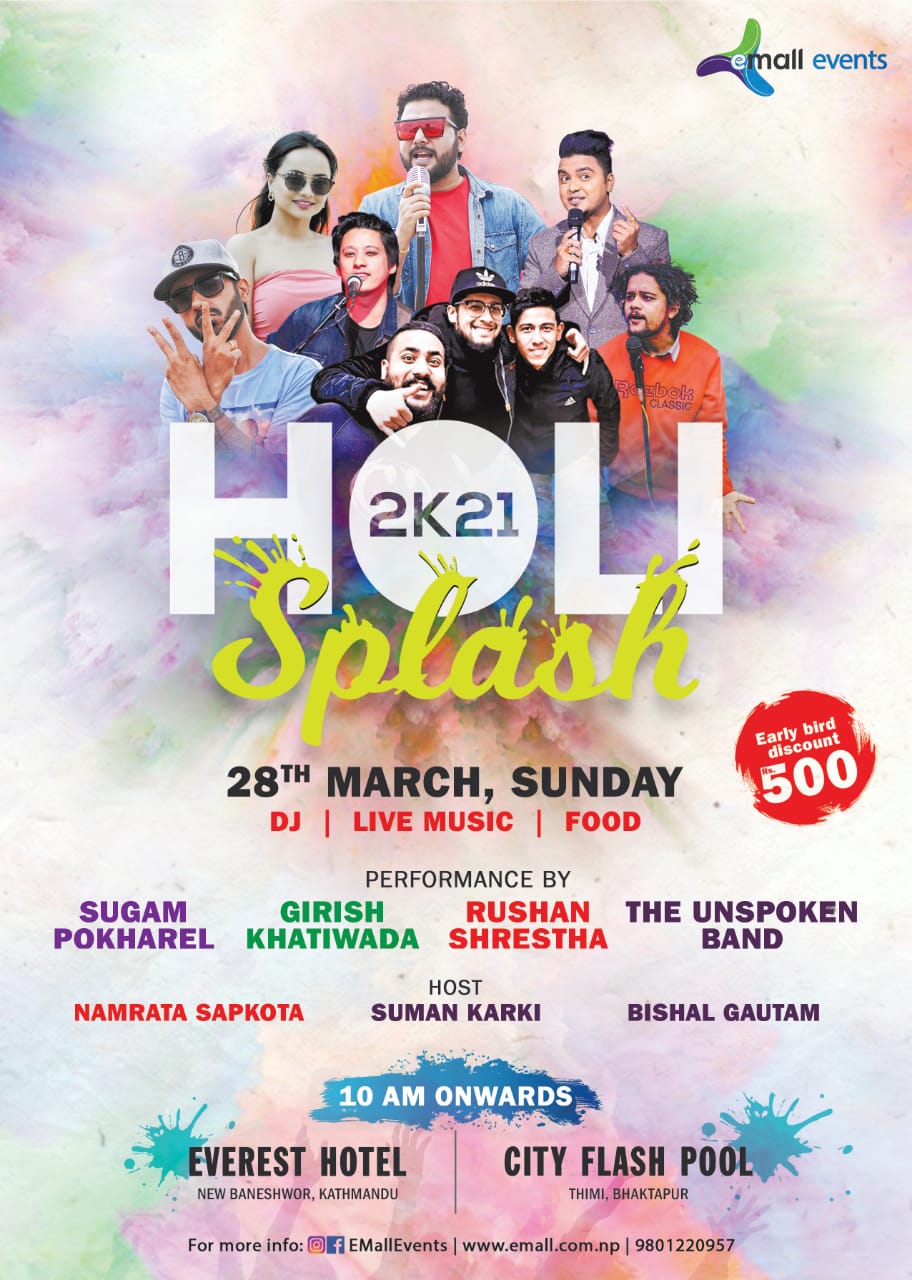 emall events
adidas
Reebok
CLASSIC
HOLI
2K21
Splash
Early bird
discount
Rs.
500
28TH MARCH, SUNDAY
DJ | LIVE MUSIC | FOOD
PERFORMANCE BY
SUGAM
POKHAREL
GIRISH
KHATIWADA
RUSHAN
SHRESTHA
THE UNSPOKEN
BAND
HOST
NAMRATA SAPKOTA
SUMAN KARKI
BISHAL GAUTAM
10 AM ONWARDS
EVEREST HOTEL
NEW BANESHWOR, KATHMANDU
CITY FLASH POOL
THIMI, BHAKTAPUR
For more info: EMallEvents | www.emall.com.np | 9801220957